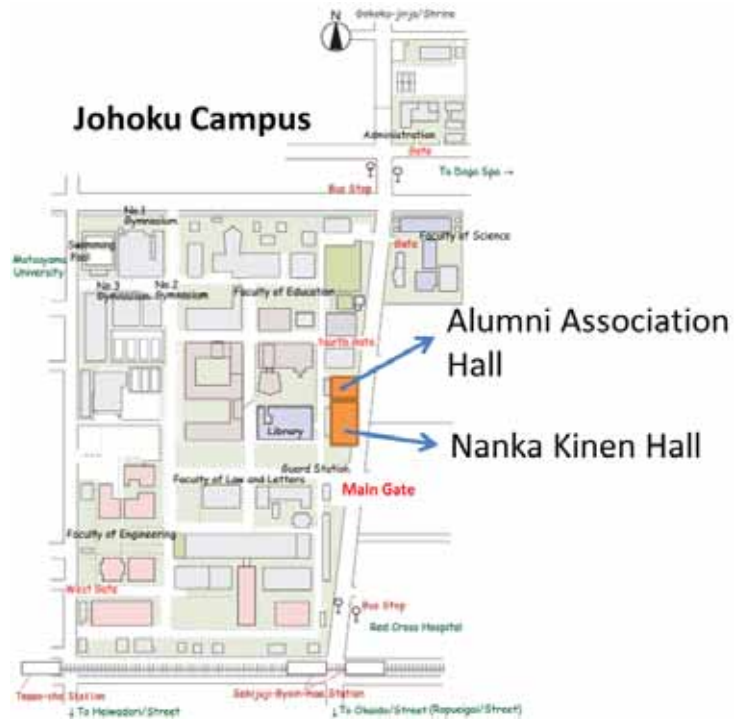 N
Gokoku-jinja/Shrine
Johoku Campus
Administration
Gate
To Dogo Spa →
Bus Stop
No.1
Gymnasium
Swimming
Pool
Faculty of Science
Gate
Matsuyama
University
No.3
Gymnasium
No.2
Gymnasium
Faculty of Education
Alumni Association
Hall
Fourth Gate
Library
Nanka Kinen Hall
Guard Station
Faculty of Law and Letters
Main Gate
Faculty of Engineering
West Gate
Bus Stop
Red Cross Hospital
Station
Station
↓To Heiwadori/Street